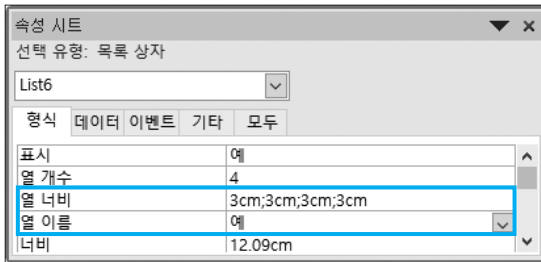 속성 시트
선택 유형: 목록 상자
List6
형식 데이터 이벤트 기타 모두
표시 예
열 개수 4
열 너비 3cm;3cm;3cm;3cm
열 이름 예
너비 12.09cm